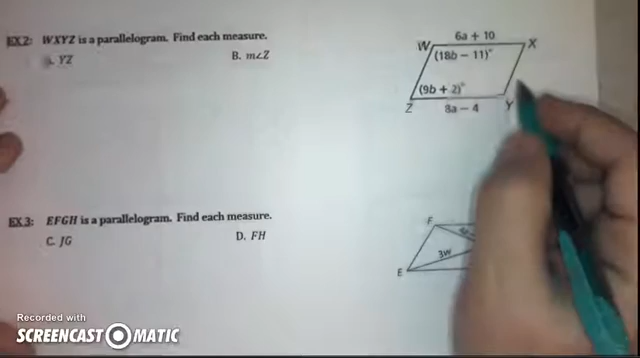 EX.2: WXYZ is a parallelogram. Find each measure.
A. YZ
B. m∠Z
W
6a + 10
X
(18b − 11)°
(9b + 2)°
Z
8a − 4
Y
EX.3: EFGH is a parallelogram. Find each measure.
C. JG
D. FH
F
3w
E
Recorded with
SCREENCAST-O-MATIC